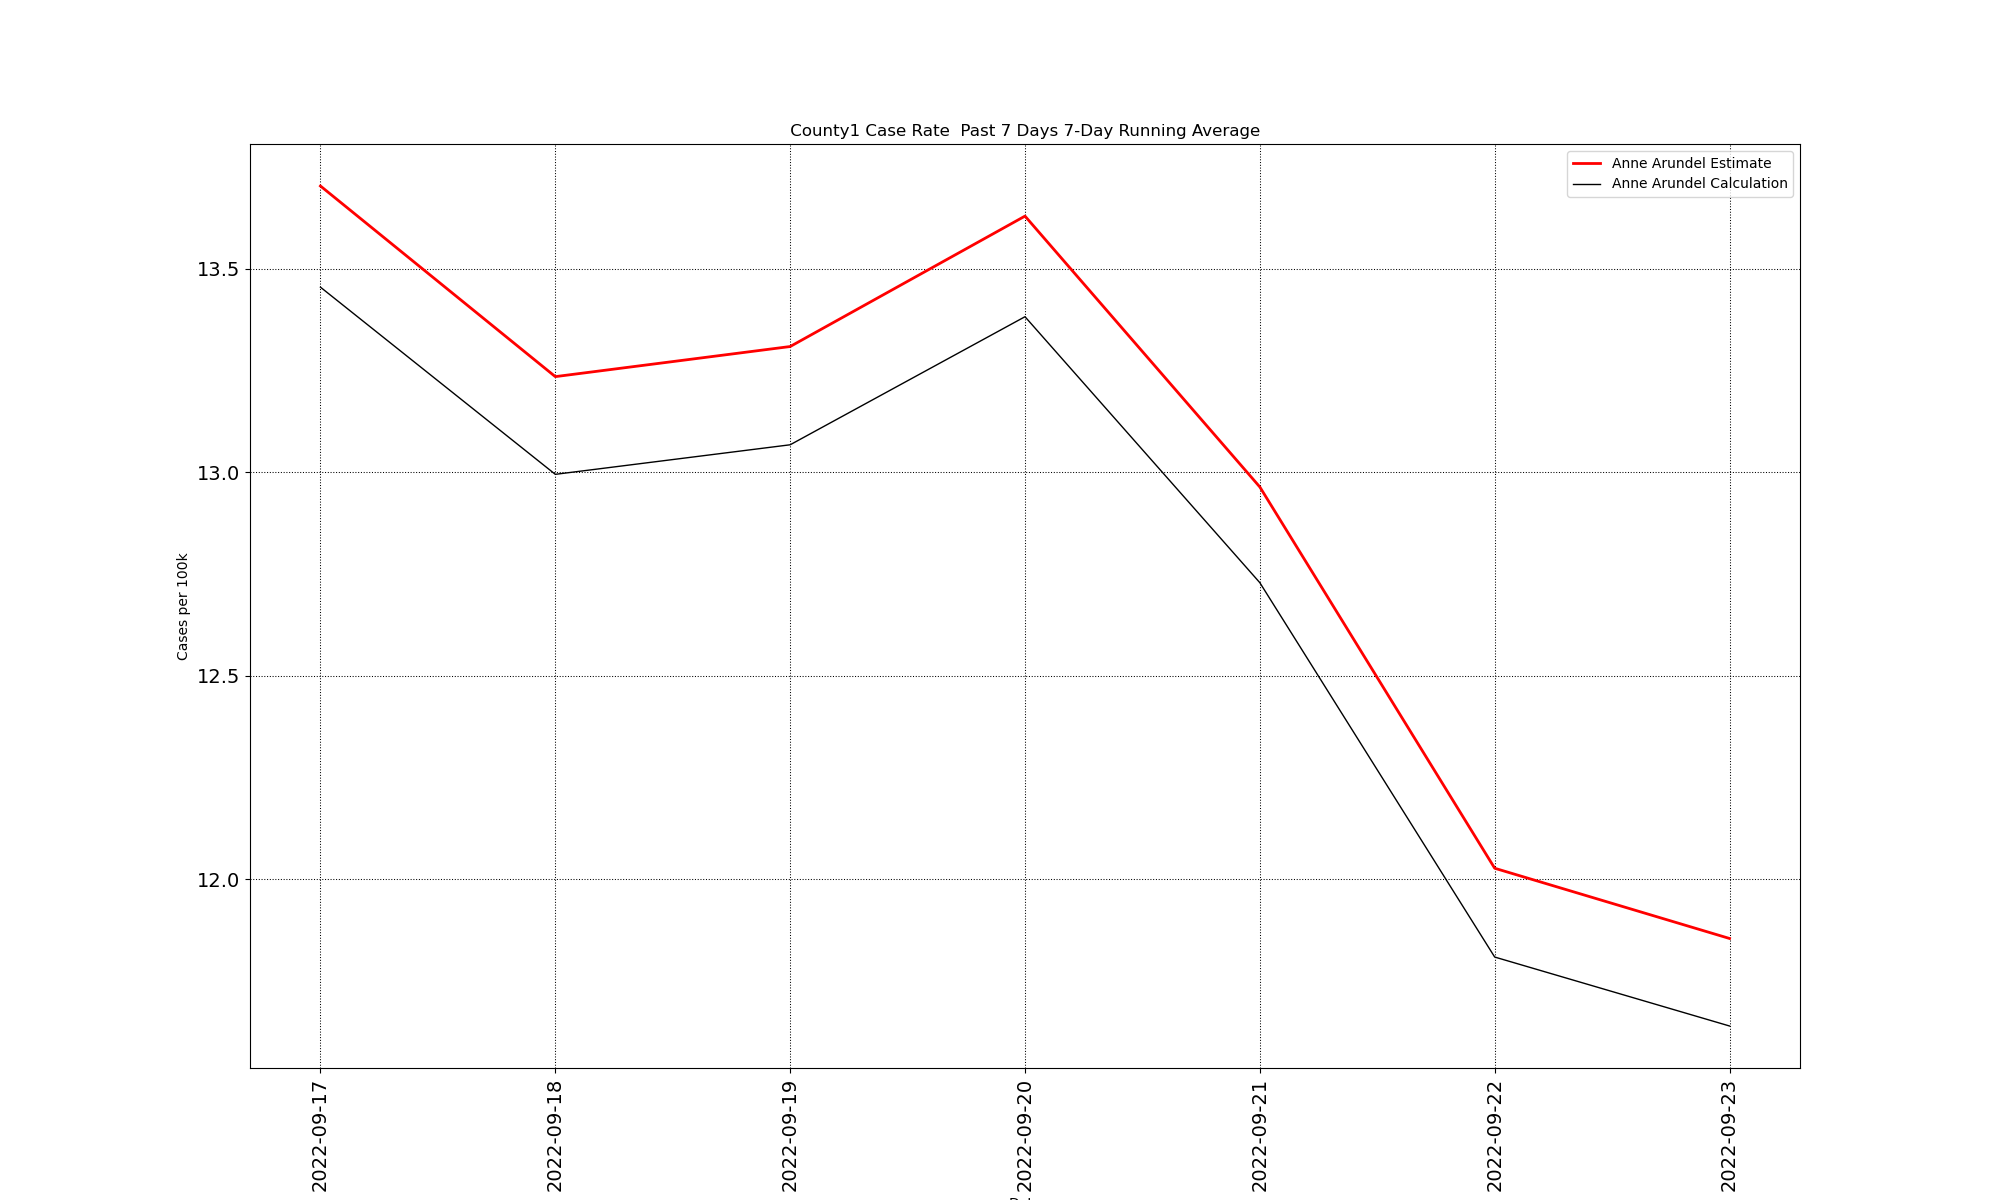 County1 Case Rate  Past 7 Days 7-Day Running Average
Anne Arundel Estimate
Anne Arundel Calculation
Cases per 100k
13.5
13.0
12.5
12.0
2022-09-17
2022-09-18
2022-09-19
2022-09-20
2022-09-21
2022-09-22
2022-09-23